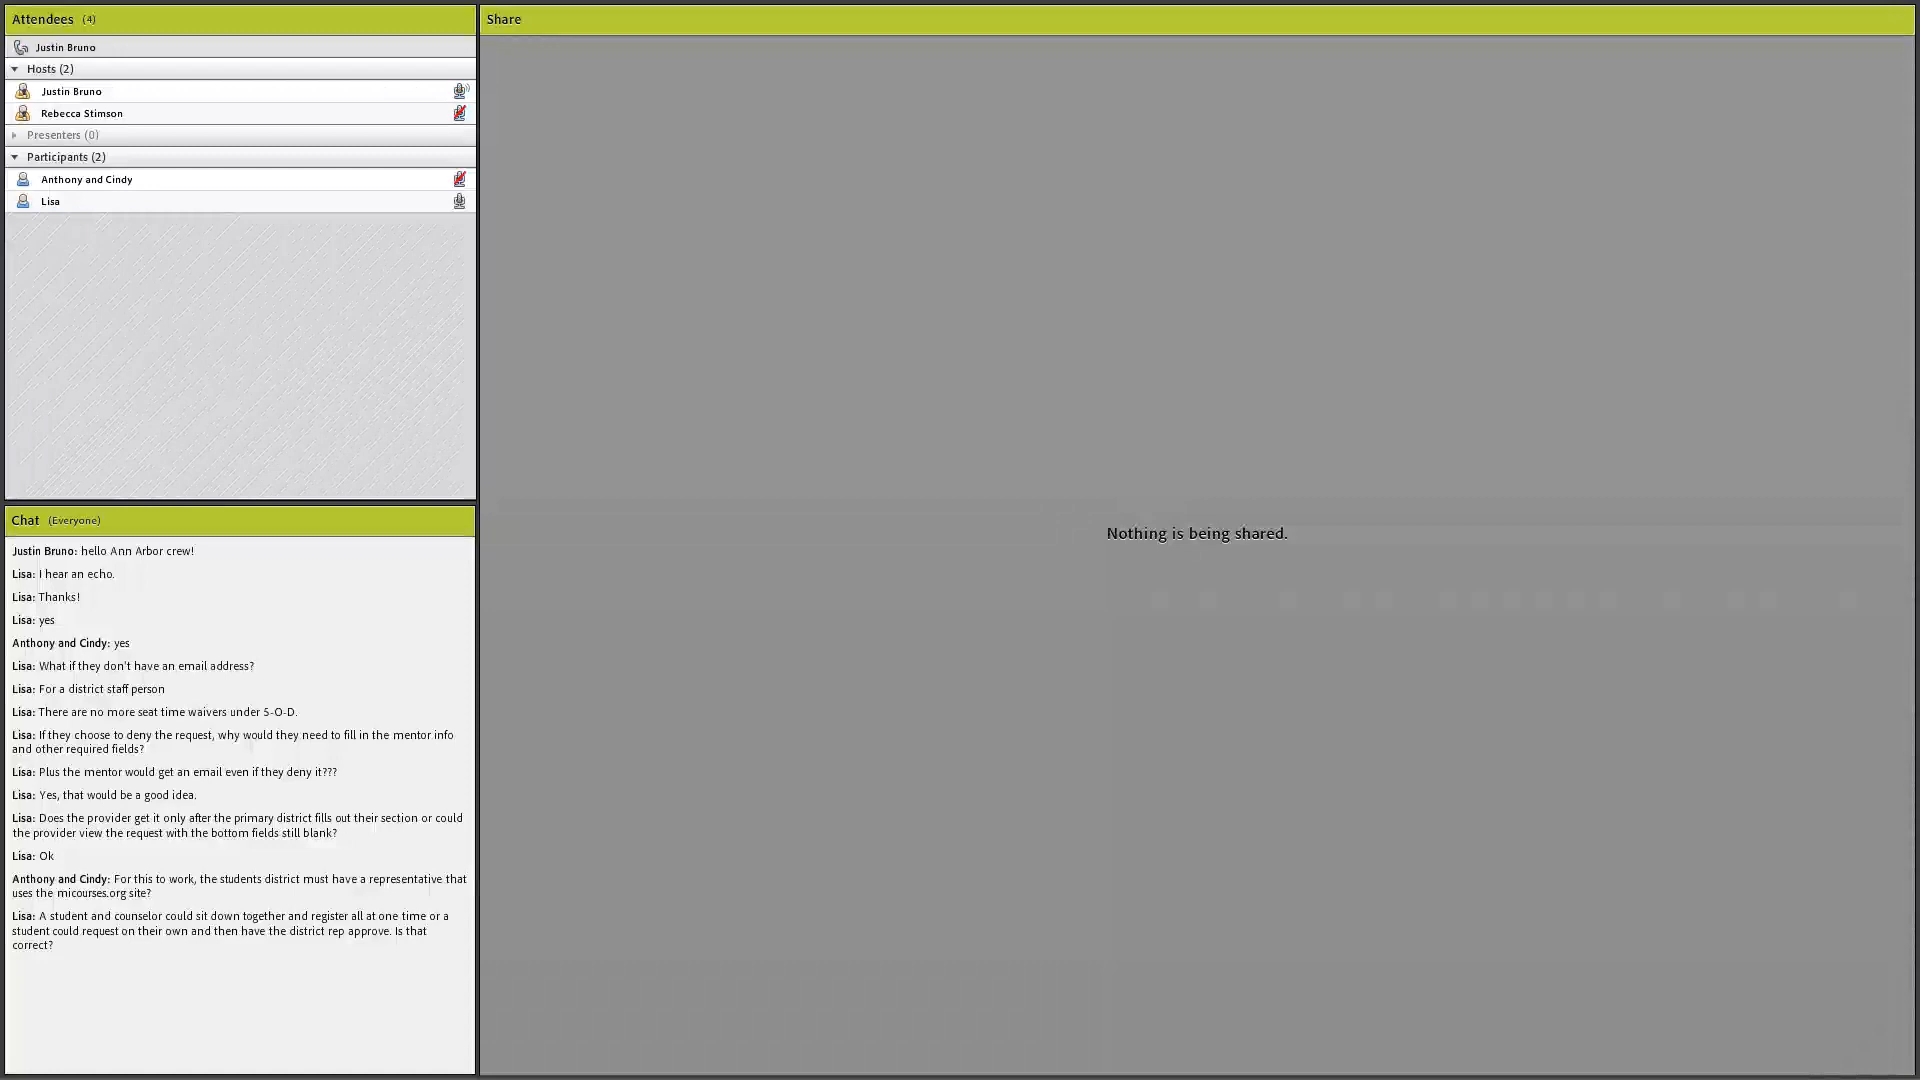 Attendees (4)
Justin Bruno
Hosts (2)
Justin Bruno
Rebecca Stimson
Presenters (0)
Participants (2)
Anthony and Cindy
Lisa
Chat (Everyone)
Justin Bruno: hello Ann Arbor crew!
Lisa: I hear an echo.
Lisa: Thanks!
Lisa: yes
Anthony and Cindy: yes
Lisa: What if they don't have an email address?
Lisa: For a district staff person
Lisa: There are no more seat time waivers under 5-O-D.
Lisa: If they choose to deny the request, why would they need to fill in the mentor info
and other required fields?
Lisa: Plus the mentor would get an email even if they deny it???
Lisa: Yes, that would be a good idea.
Lisa: Does the provider get it only after the primary district fills out their section or could
the provider view the request with the bottom fields still blank?
Lisa: Ok
Anthony and Cindy: For this to work, the students district must have a representative that
uses the micourses.org site?
Lisa: A student and counselor could sit down together and register all at one time or a
student could request on their own and then have the district rep approve. Is that
correct?
Share
Nothing is being shared.